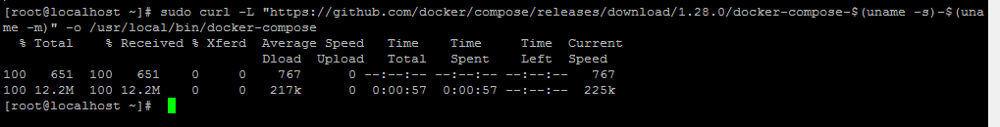 [root@localhost ~]# sudo curl -L "https://github.com/docker/compose/releases/download/1.28.0/docker-compose-$(uname -s)-$(una
me -m)" -o /usr/local/bin/docker-compose
  % Total    % Received % Xferd  Average Speed   Time    Time     Time  Current
                                 Dload  Upload   Total   Spent    Left  Speed
100   651  100   651    0     0    767      0 --:--:-- --:--:-- --:--:--   767
100 12.2M  100 12.2M    0     0   217k      0  0:00:57  0:00:57 --:--:--  225k
[root@localhost ~]#